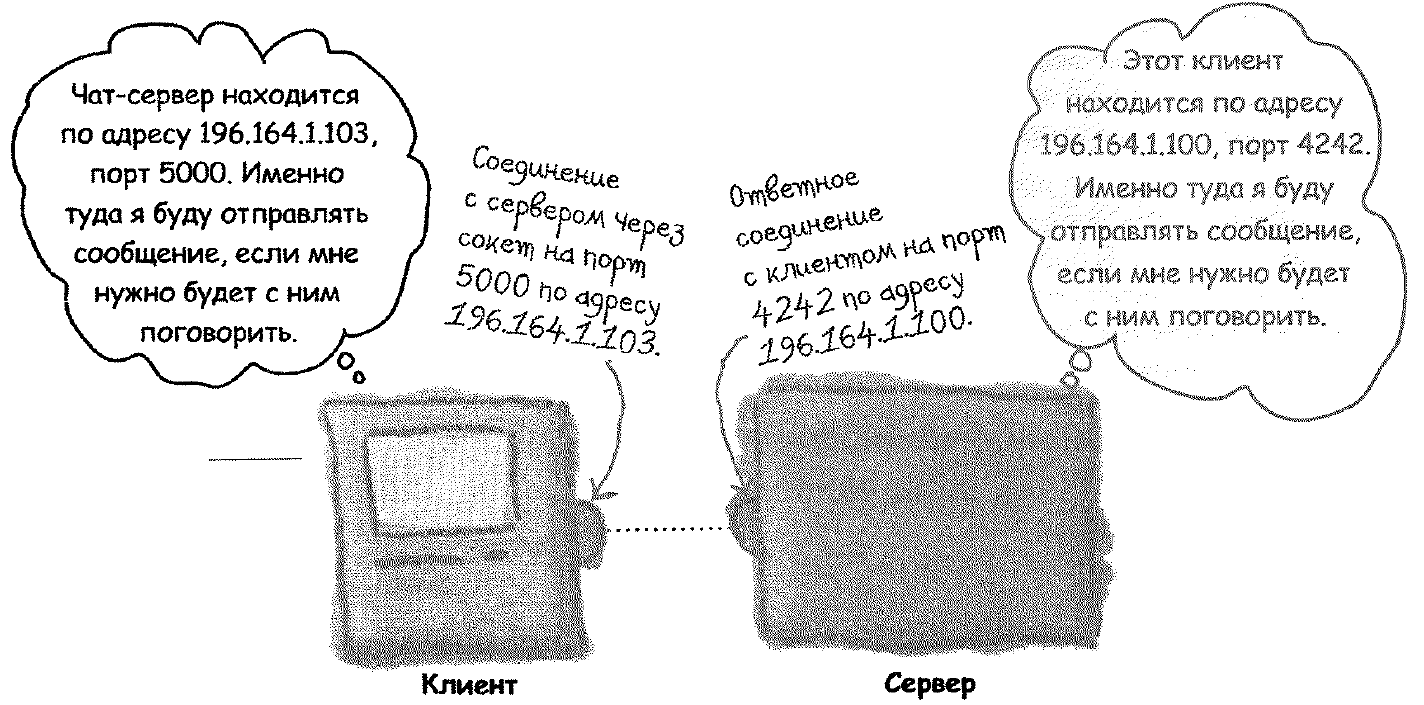 Чат-сервер находится
по адресу 196.164.1.103,
порт 5000. Именно
туда я буду отправлять
сообщение, если мне
нужно будет с ним
поговорить.
Соединение
с сервером через
сокет на порт
5000 по адресу
196.164.1.103.
Ответное
соединение
с клиентом на порт
4242 по адресу
196.164.1.100.
Этот клиент
находится по адресу
196.164.1.100, порт 4242.
Именно туда я буду
отправлять сообщение,
если мне нужно будет
с ним поговорить.
Клиент
Сервер